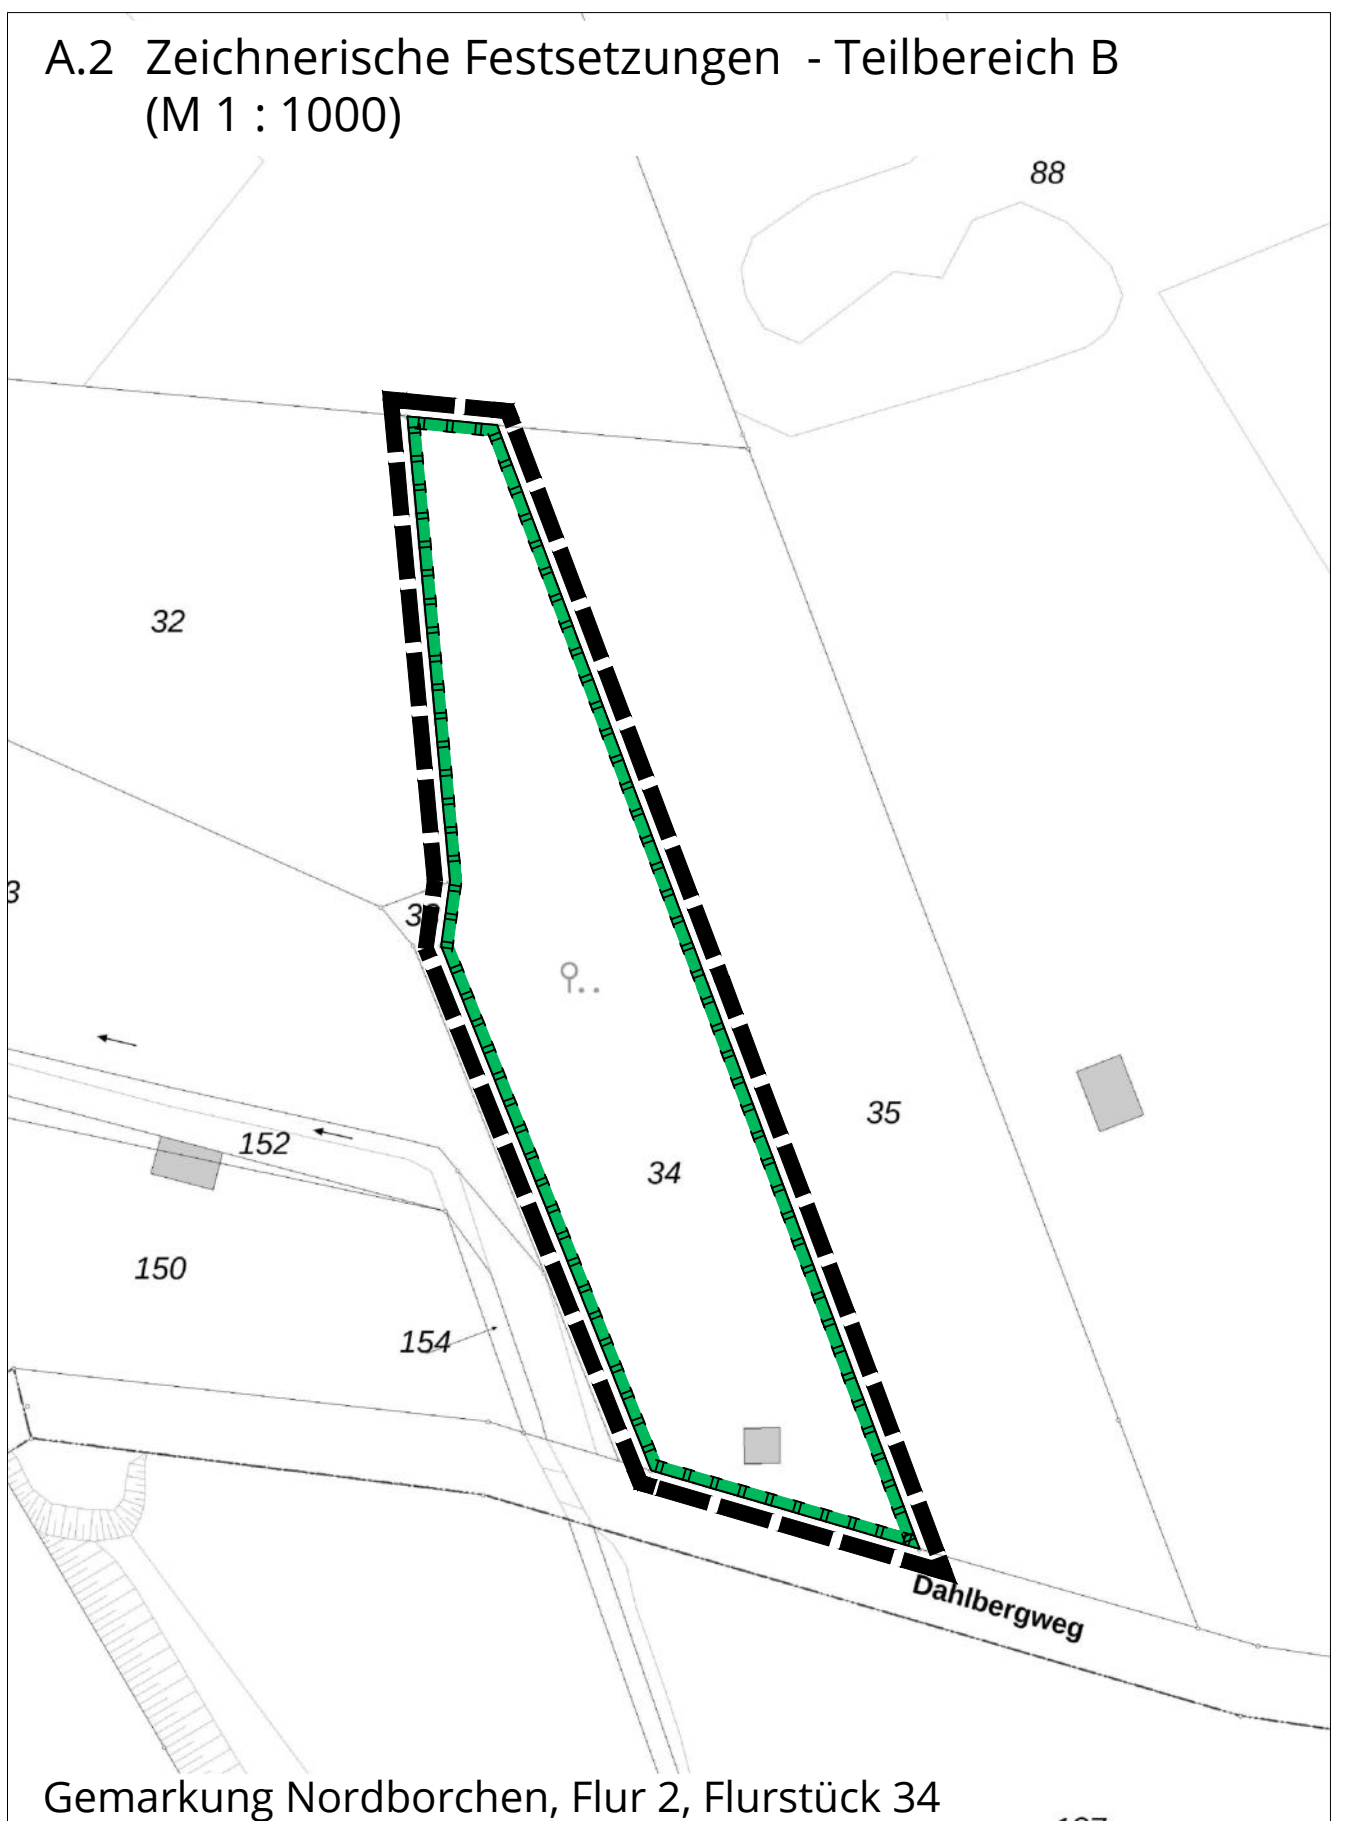 A.2 Zeichnerische Festsetzungen - Teilbereich B
(M 1 : 1000)
88
32
3
35
152
34
150
154
Dahlbergweg
Gemarkung Nordborchen, Flur 2, Flurstück 34